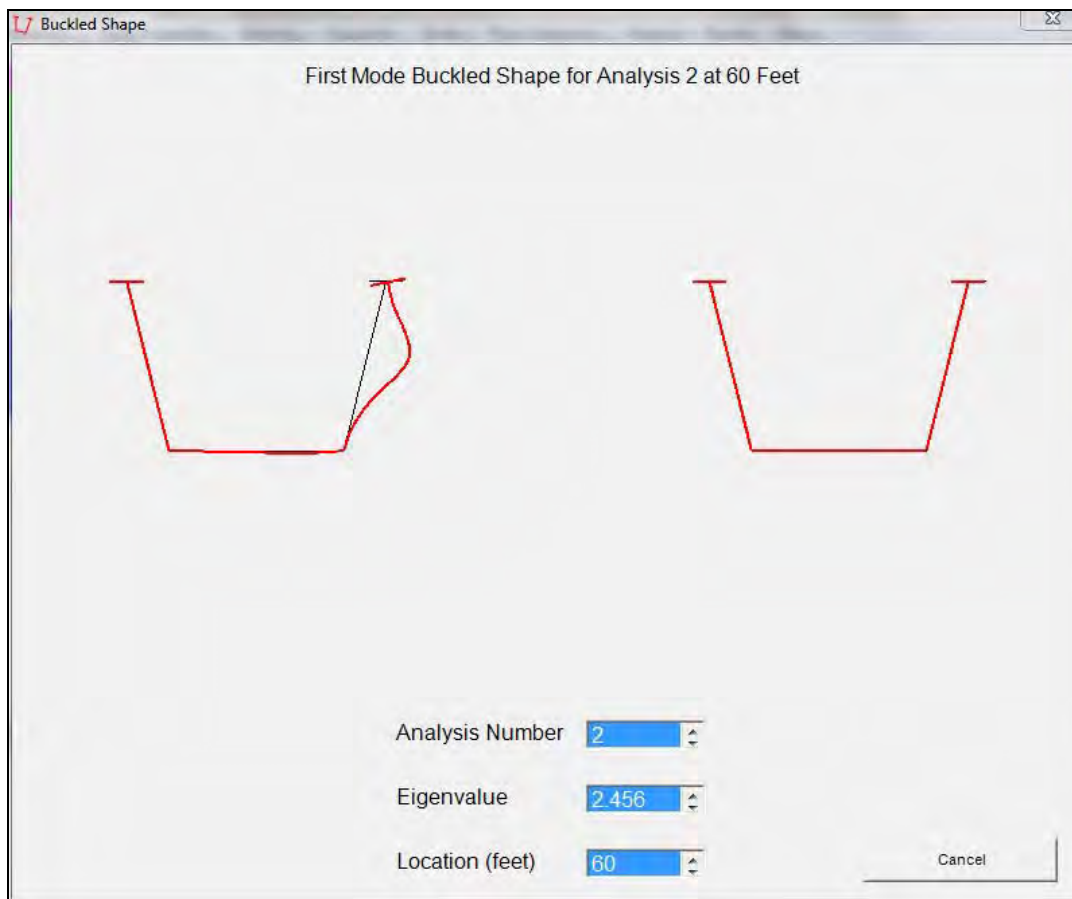 Buckled Shape
First Mode Buckled Shape for Analysis 2 at 60 Feet
Analysis Number 2
Eigenvalue 2.456
Location (feet) 60
Cancel